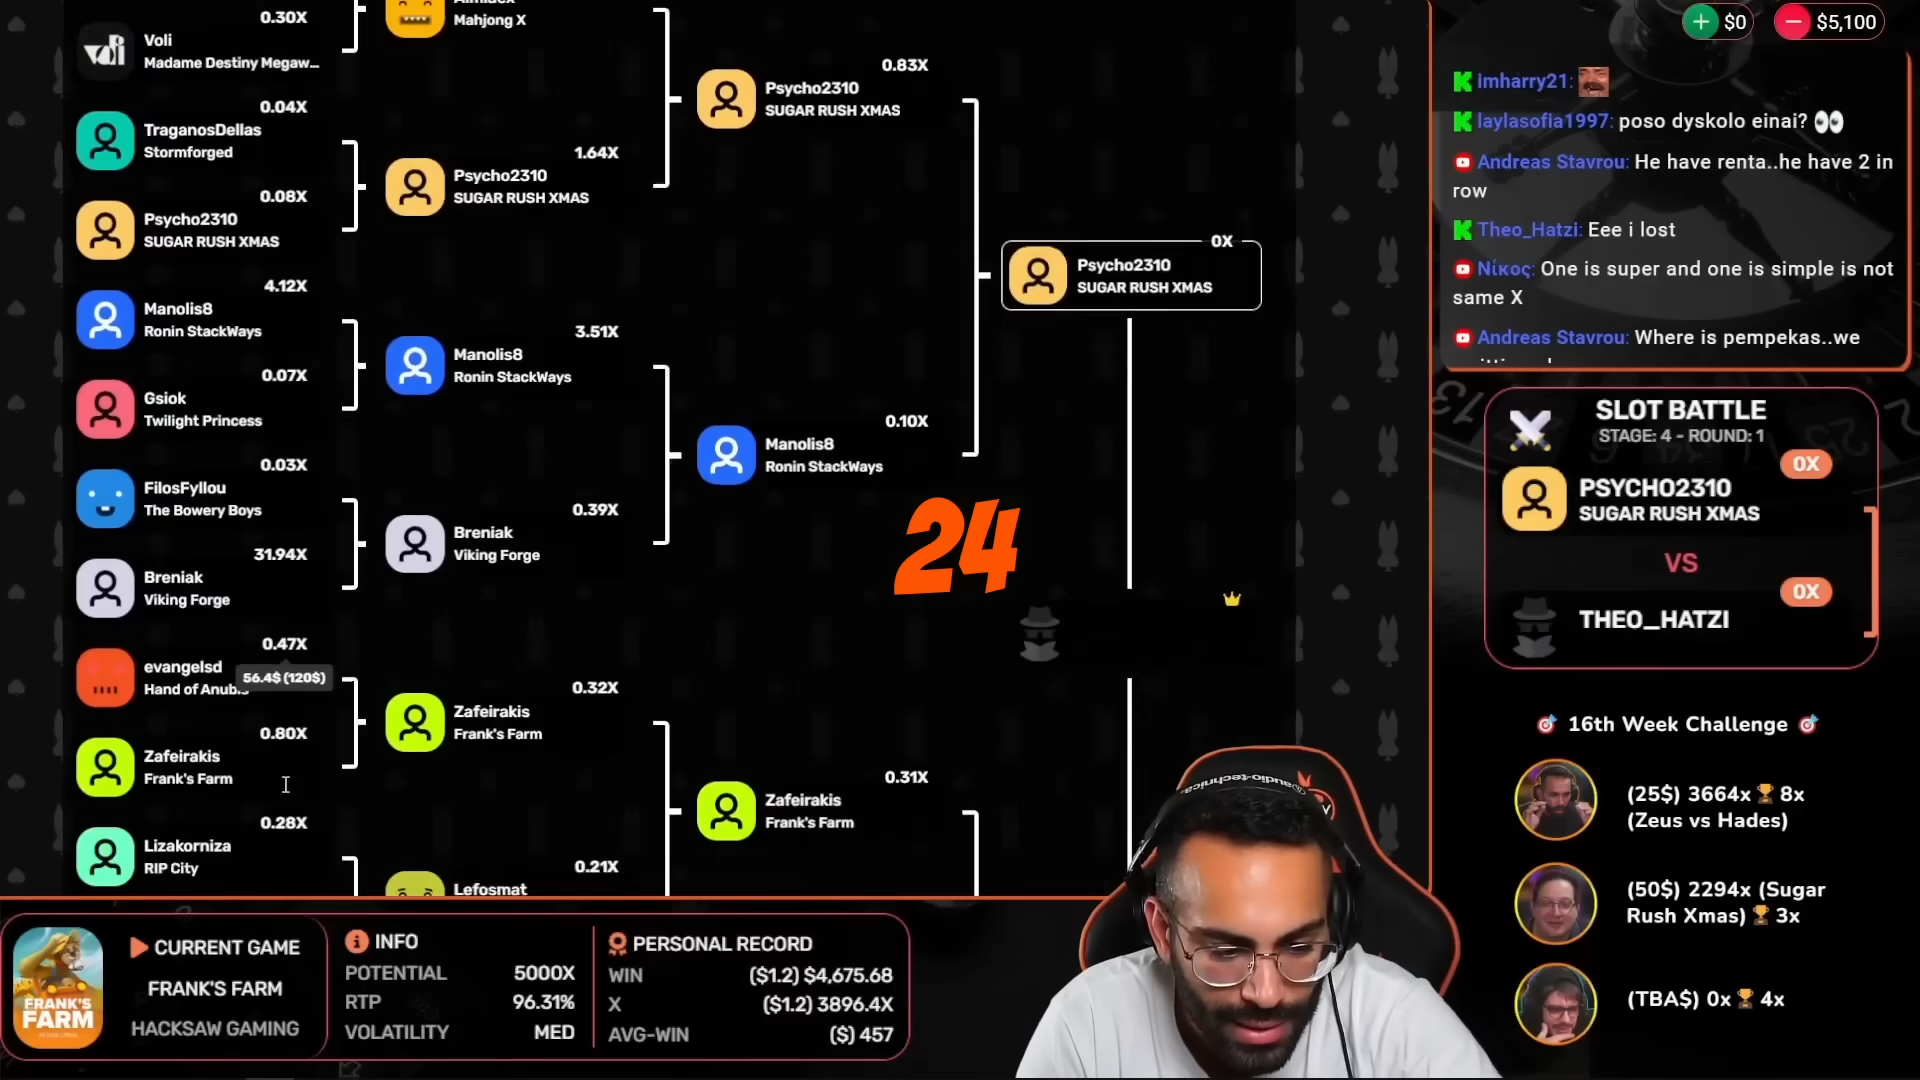 0.30X
Voli
Madame Destiny Megaw...
0.04X
TraganosDellas
Stormforged
0.08X
Psycho2310
SUGAR RUSH XMAS
4.12X
Manolis8
Ronin StackWays
0.07X
Gsiok
Twilight Princess
0.03X
FilosFyllou
The Bowery Boys
31.94X
Breniak
Viking Forge
0.47X
evangelsd
Hand of Anubis
56.4$ (120$)
0.80X
Zafeirakis
Frank's Farm
0.28X
Lizakorniza
RIP City
Mahjong X
1.64X
Psycho2310
SUGAR RUSH XMAS
3.51X
Manolis8
Ronin StackWays
0.39X
Breniak
Viking Forge
0.32X
Zafeirakis
Frank's Farm
0.21X
Lefosmat
0.83X
Psycho2310
SUGAR RUSH XMAS
0.10X
Manolis8
Ronin StackWays
0.31X
Zafeirakis
Frank's Farm
0X
Psycho2310
SUGAR RUSH XMAS
24
+ $0
− $5,100
imharry21:
laylasofia1997: poso dyskolo einai? 👀
Andreas Stavrou: He have renta..he have 2 in
row
Theo_Hatzi: Eee i lost
Νίκος: One is super and one is simple is not
same X
Andreas Stavrou: Where is pempekas..we
SLOT BATTLE
STAGE: 4 - ROUND: 1
0X
PSYCHO2310
SUGAR RUSH XMAS
VS
0X
THEO_HATZI
🎯 16th Week Challenge 🎯
(25$) 3664x 🏆 8x
(Zeus vs Hades)
(50$) 2294x (Sugar
Rush Xmas) 🏆 3x
(TBA$) 0x 🏆 4x
FRANK'S
FARM
CURRENT GAME
FRANK'S FARM
HACKSAW GAMING
INFO
POTENTIAL 5000X
RTP 96.31%
VOLATILITY MED
PERSONAL RECORD
WIN ($1.2) $4,675.68
X ($1.2) 3896.4X
AVG-WIN ($) 457
audio-technica